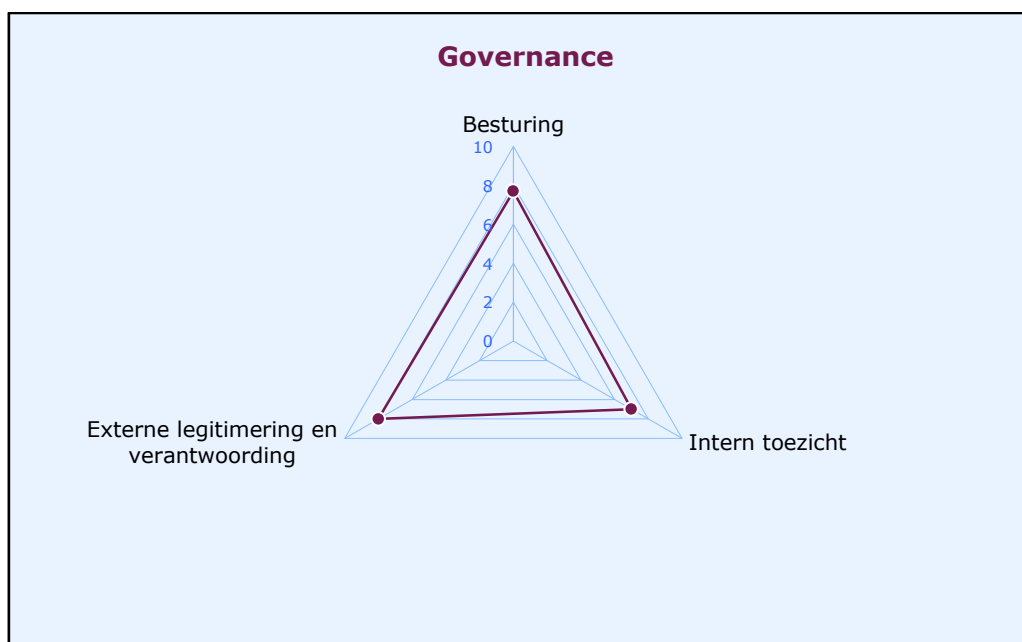 Governance
Besturing
10
8
6
4
2
0
Externe legitimering en
verantwoording
Intern toezicht